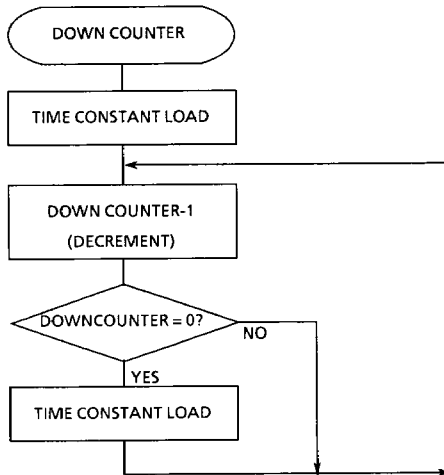 DOWN COUNTER
TIME CONSTANT LOAD
DOWN COUNTER-1
(DECREMENT)
DOWNCOUNTER = 0?
NO
YES
TIME CONSTANT LOAD